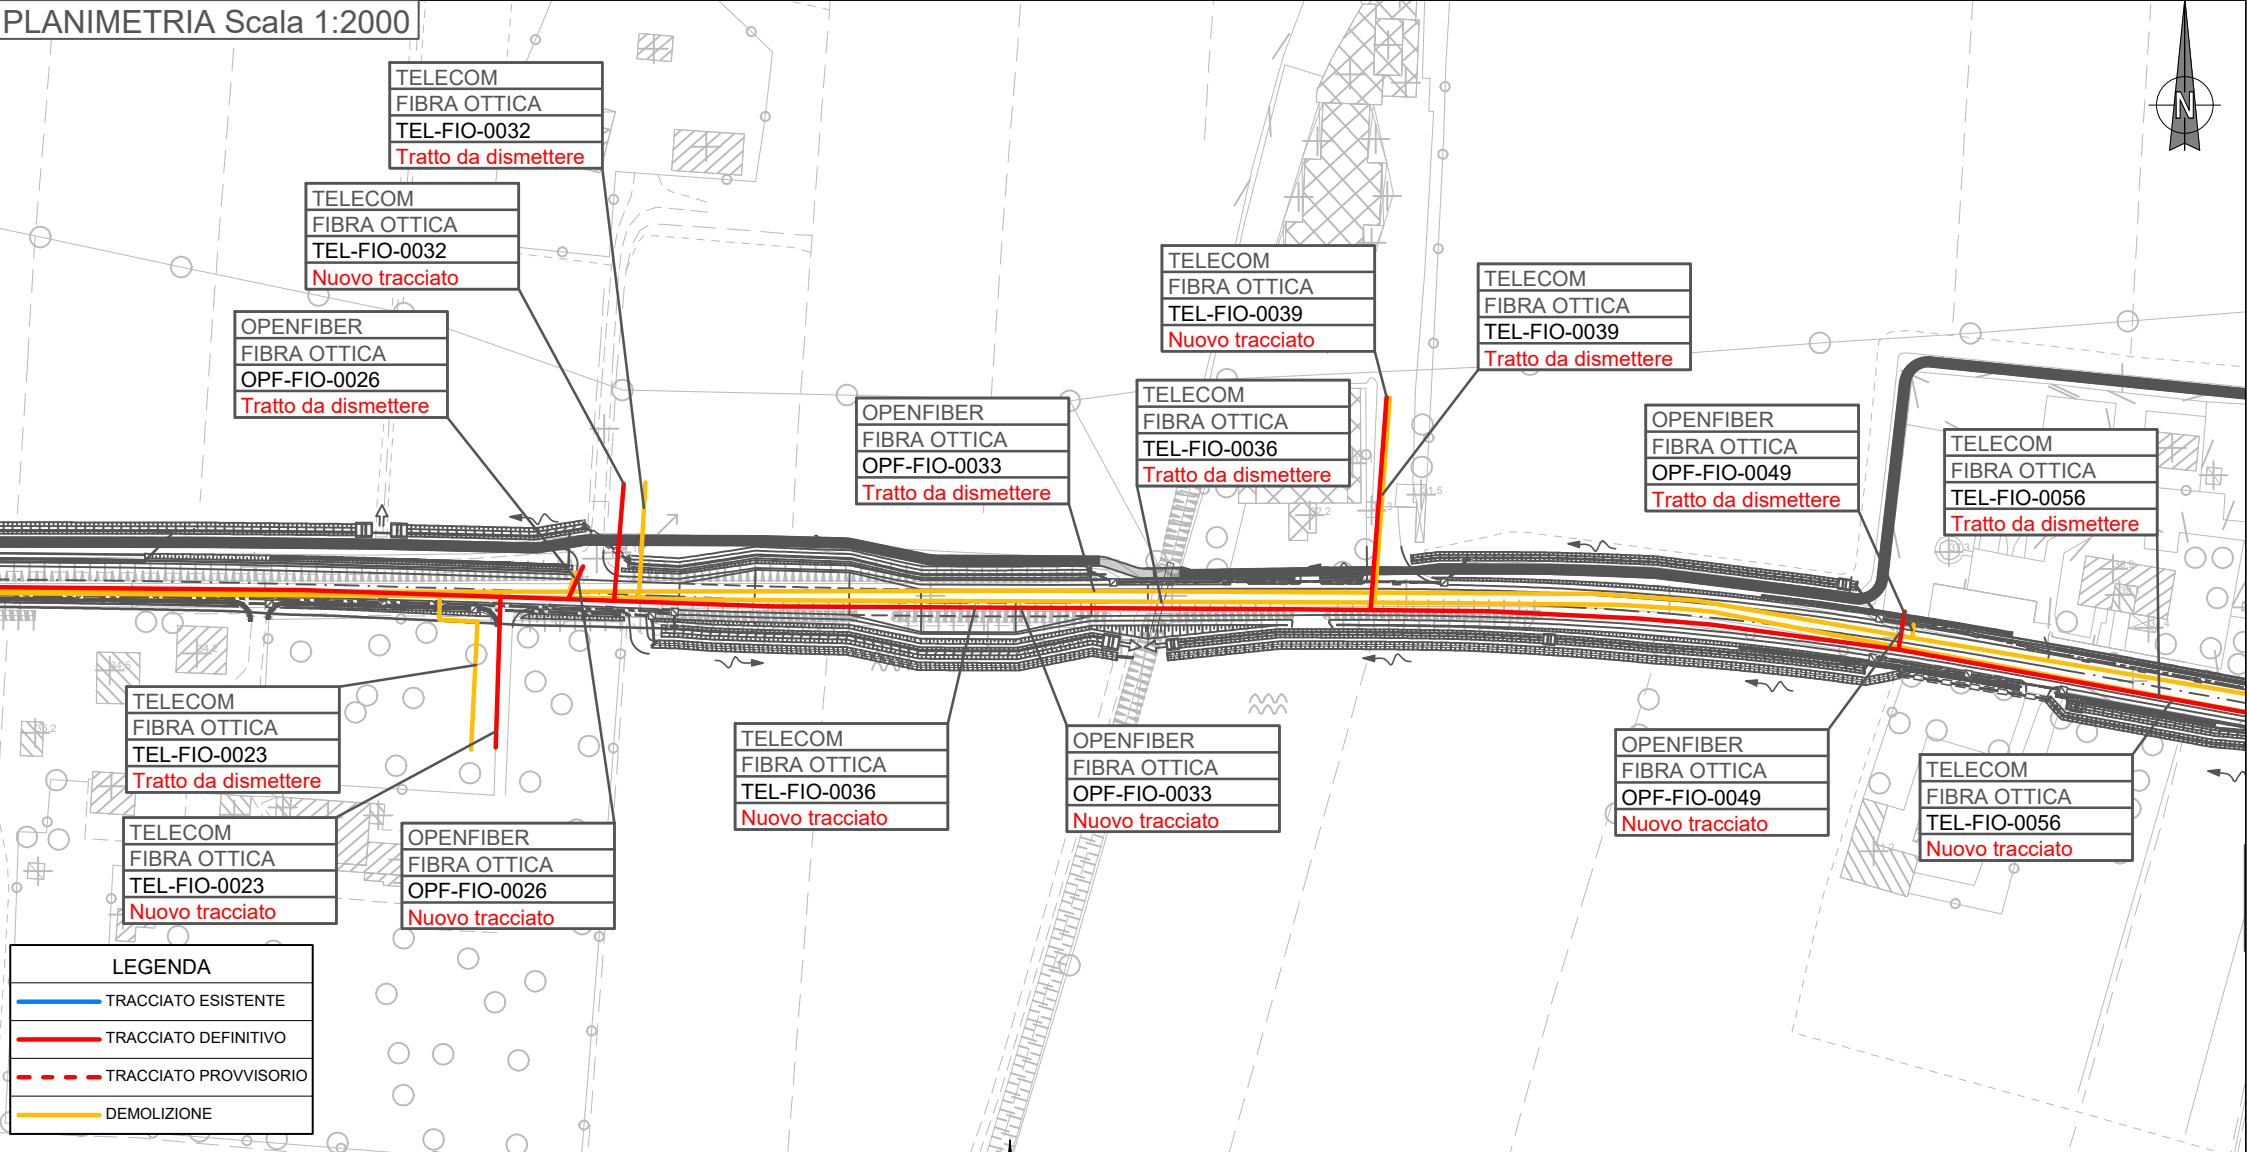 PLANIMETRIA Scala 1:2000
N
TELECOM
FIBRA OTTICA
TEL-FIO-0032
Tratto da dismettere
TELECOM
FIBRA OTTICA
TEL-FIO-0032
Nuovo tracciato
OPENFIBER
FIBRA OTTICA
OPF-FIO-0026
Tratto da dismettere
TELECOM
FIBRA OTTICA
TEL-FIO-0039
Nuovo tracciato
TELECOM
FIBRA OTTICA
TEL-FIO-0039
Tratto da dismettere
OPENFIBER
FIBRA OTTICA
OPF-FIO-0033
Tratto da dismettere
TELECOM
FIBRA OTTICA
TEL-FIO-0036
Tratto da dismettere
OPENFIBER
FIBRA OTTICA
OPF-FIO-0049
Tratto da dismettere
TELECOM
FIBRA OTTICA
TEL-FIO-0056
Tratto da dismettere
TELECOM
FIBRA OTTICA
TEL-FIO-0023
Tratto da dismettere
TELECOM
FIBRA OTTICA
TEL-FIO-0023
Nuovo tracciato
OPENFIBER
FIBRA OTTICA
OPF-FIO-0026
Nuovo tracciato
TELECOM
FIBRA OTTICA
TEL-FIO-0036
Nuovo tracciato
OPENFIBER
FIBRA OTTICA
OPF-FIO-0033
Nuovo tracciato
OPENFIBER
FIBRA OTTICA
OPF-FIO-0049
Nuovo tracciato
TELECOM
FIBRA OTTICA
TEL-FIO-0056
Nuovo tracciato
LEGENDA
TRACCIATO ESISTENTE
TRACCIATO DEFINITIVO
TRACCIATO PROVVISORIO
DEMOLIZIONE